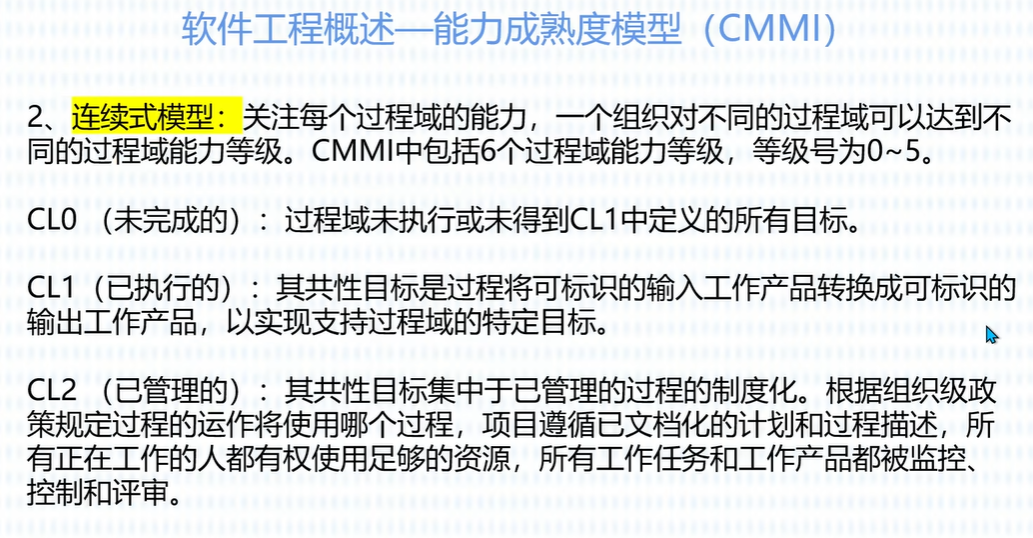 软件工程概述—能力成熟度模型（CMMI）
2、连续式模型：关注每个过程域的能力，一个组织对不同的过程域可以达到不
同的过程域能力等级。CMMI中包括6个过程域能力等级，等级号为0~5。
CL0 （未完成的）：过程域未执行或未得到CL1中定义的所有目标。
CL1（已执行的）：其共性目标是过程将可标识的输入工作产品转换成可标识的
输出工作产品，以实现支持过程域的特定目标。
CL2 （已管理的）：其共性目标集中于已管理的过程的制度化。根据组织级政
策规定过程的运作将使用哪个过程，项目遵循已文档化的计划和过程描述，所
有正在工作的人都有权使用足够的资源，所有工作任务和工作产品都被监控、
控制和评审。